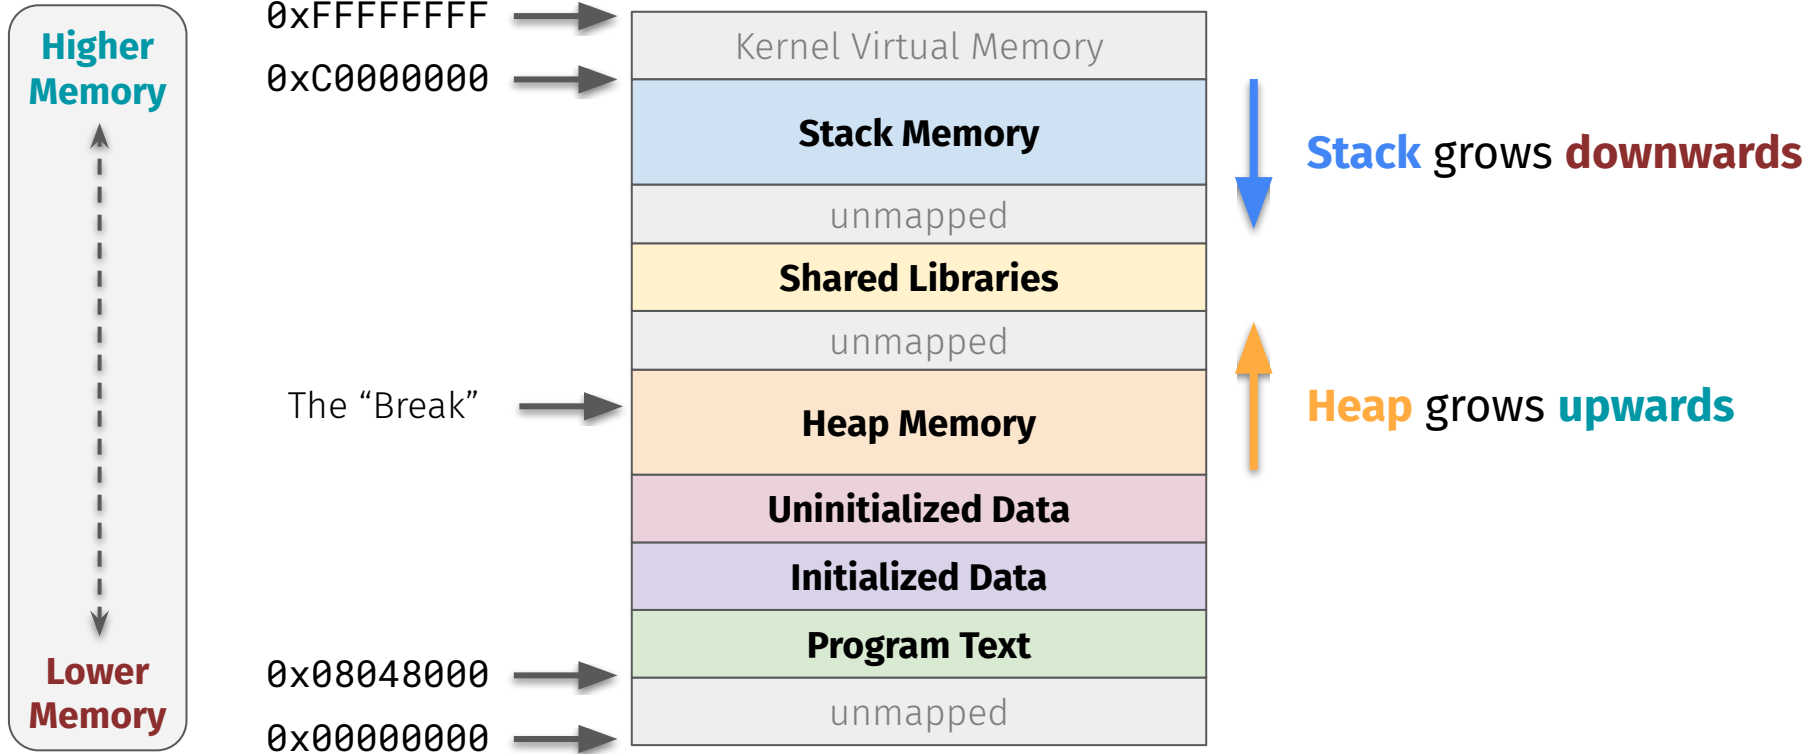 Higher
Memory
Lower
Memory
0xFFFFFFFF
0xC0000000
The “Break”
0x08048000
0x00000000
Kernel Virtual Memory
Stack Memory
unmapped
Shared Libraries
unmapped
Heap Memory
Uninitialized Data
Initialized Data
Program Text
unmapped
Stack grows downwards
Heap grows upwards